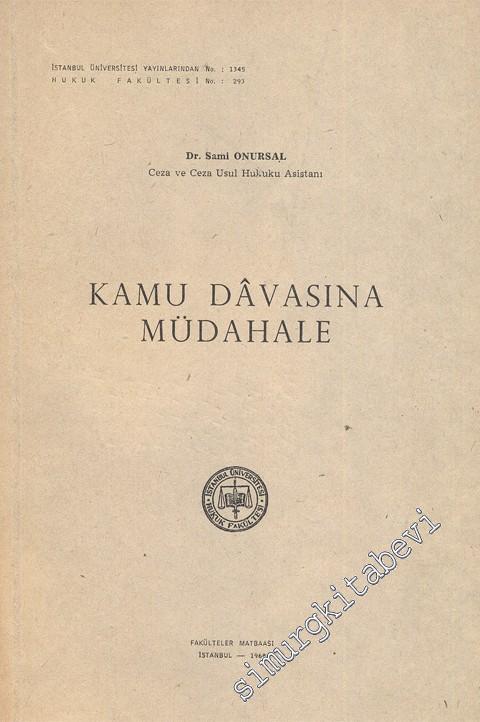 İSTANBUL ÜNİVERSİTESİ YAYINLARINDAN No. : 1345
HUKUK FAKÜLTESİ No. : 293
Dr. Sami ONURSAL
Ceza ve Ceza Usul Hukuku Asistanı
KAMU DÂVASINA
MÜDAHALE
İSTANBUL ÜNİVERSİTESİ
HUKUK FAKÜLTESİ
FAKÜLTELER MATBAASI
İSTANBUL — 1968
simurgkitabevi